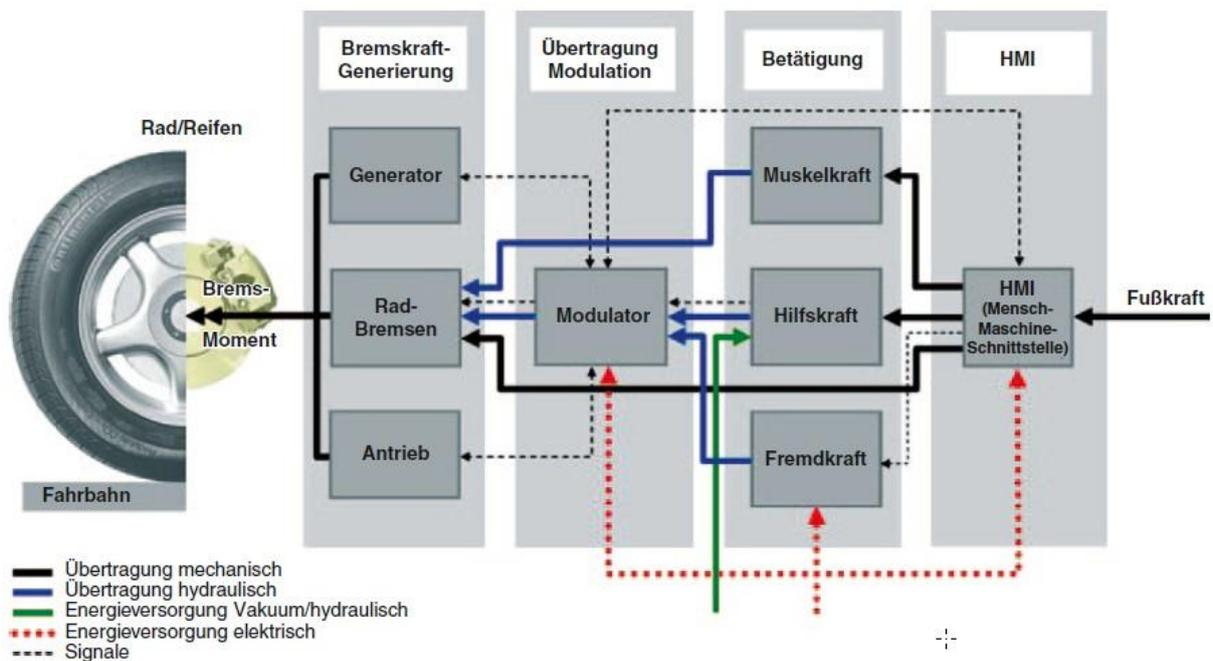 Bremskraft-
Generierung
Übertragung
Modulation
Betätigung
HMI
Rad/Reifen
Generator
Muskelkraft
Brems-
Moment
Rad-
Bremsen
Modulator
Hilfskraft
HMI
(Mensch-
Maschine-
Schnittstelle)
Fußkraft
Antrieb
Fremdkraft
Fahrbahn
Übertragung mechanisch
Übertragung hydraulisch
Energieversorgung Vakuum/hydraulisch
Energieversorgung elektrisch
Signale